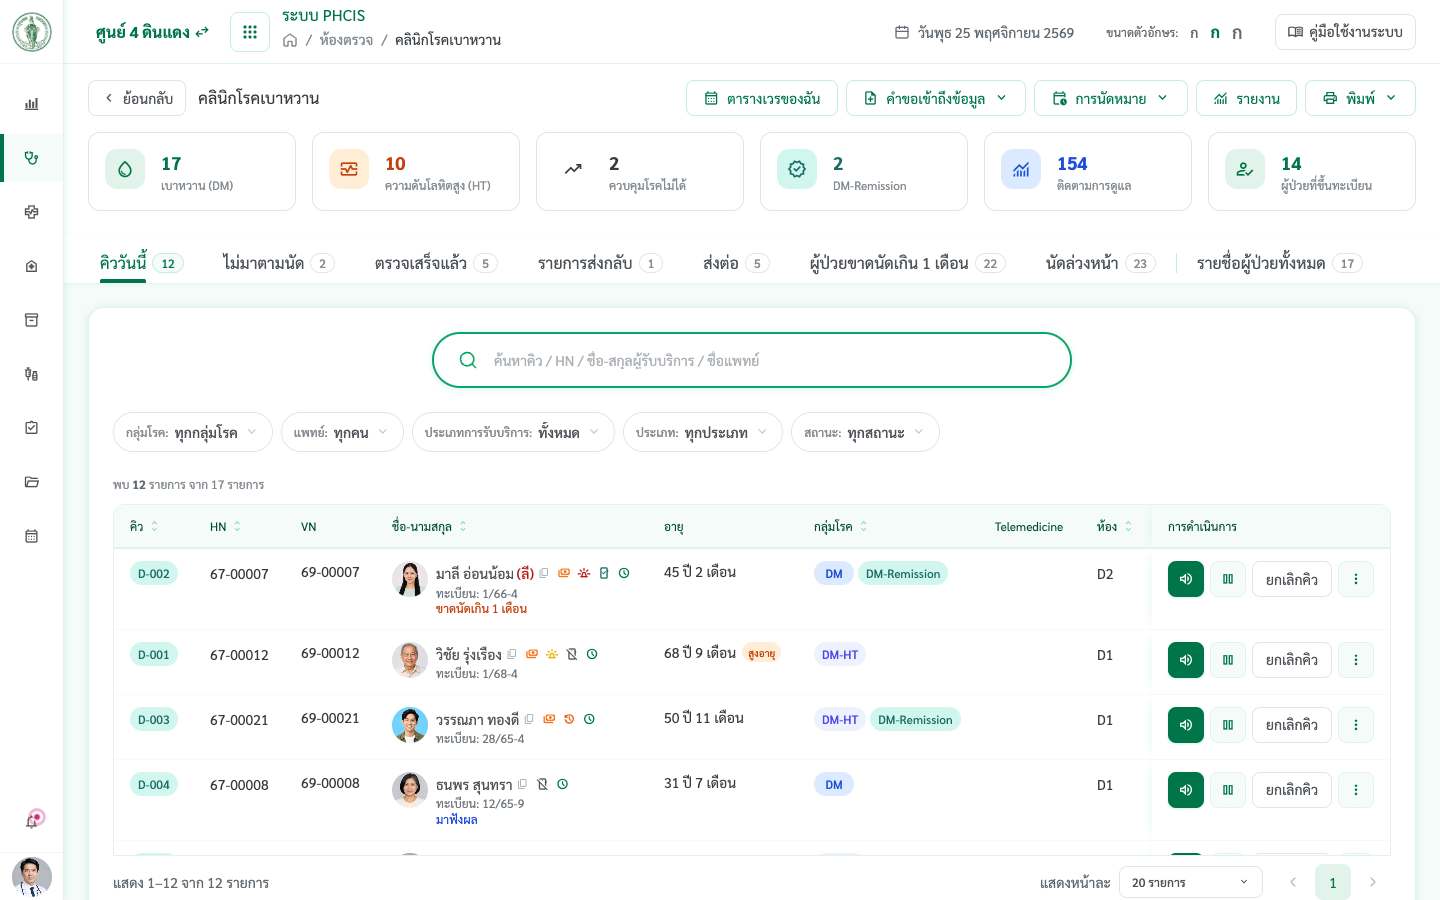 ศูนย์ 4 ดินแดง
ระบบ PHCIS
/ ห้องตรวจ / คลินิกโรคเบาหวาน
วันพุธ 25 พฤศจิกายน 2569
ขนาดตัวอักษร: ก ก ก
คู่มือใช้งานระบบ
ย้อนกลับ
คลินิกโรคเบาหวาน
ตารางเวรของฉัน
คำขอเข้าถึงข้อมูล
การนัดหมาย
รายงาน
พิมพ์
17
เบาหวาน (DM)
10
ความดันโลหิตสูง (HT)
2
ควบคุมโรคไม่ได้
2
DM-Remission
154
ติดตามการดูแล
14
ผู้ป่วยที่ขึ้นทะเบียน
คิววันนี้ 12
ไม่มาตามนัด 2
ตรวจเสร็จแล้ว 5
รายการส่งกลับ 1
ส่งต่อ 5
ผู้ป่วยขาดนัดเกิน 1 เดือน 22
นัดล่วงหน้า 23
รายชื่อผู้ป่วยทั้งหมด 17
ค้นหาคิว / HN / ชื่อ-สกุลผู้รับบริการ / ชื่อแพทย์
กลุ่มโรค: ทุกกลุ่มโรค
แพทย์: ทุกคน
ประเภทการรับบริการ: ทั้งหมด
ประเภท: ทุกประเภท
สถานะ: ทุกสถานะ
พบ 12 รายการ จาก 17 รายการ
คิว HN VN ชื่อ-นามสกุล อายุ กลุ่มโรค Telemedicine ห้อง การดำเนินการ
D-002 67-00007 69-00007 มาลี อ่อนน้อม (ลี) 45 ปี 2 เดือน DM DM-Remission D2 ยกเลิกคิว
ทะเบียน: 1/66-4
ขาดนัดเกิน 1 เดือน
D-001 67-00012 69-00012 วิชัย รุ่งเรือง 68 ปี 9 เดือน สูงอายุ DM-HT D1 ยกเลิกคิว
ทะเบียน: 1/68-4
D-003 67-00021 69-00021 วรรณภา ทองดี 50 ปี 11 เดือน DM-HT DM-Remission D1 ยกเลิกคิว
ทะเบียน: 28/65-4
D-004 67-00008 69-00008 ธนพร สุนทรา 31 ปี 7 เดือน DM D1 ยกเลิกคิว
ทะเบียน: 12/65-9
มาฟังผล
แสดง 1–12 จาก 12 รายการ
แสดงหน้าละ 20 รายการ 1